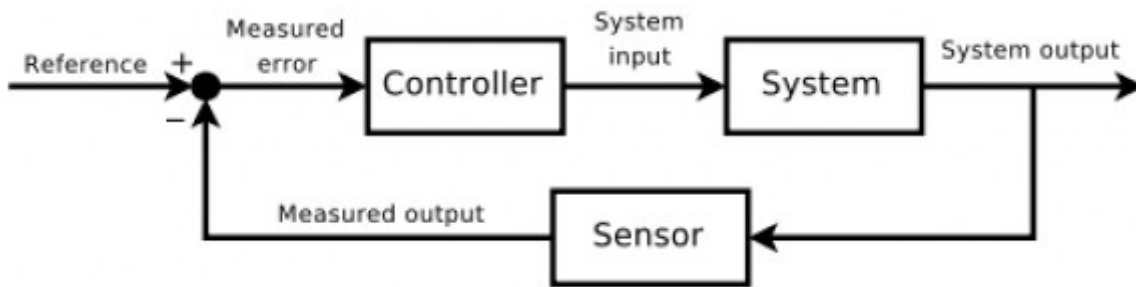 Reference
+
−
Measured
error
Controller
System
input
System
System output
Measured output
Sensor